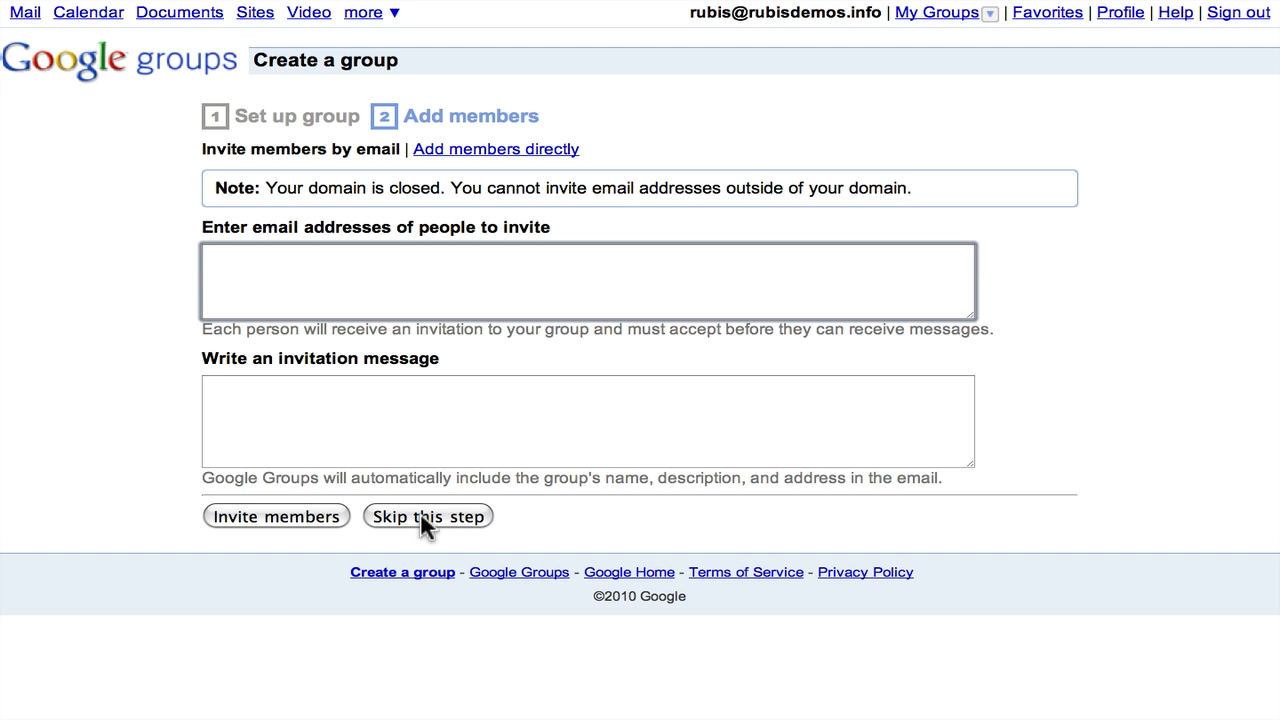 Mail Calendar Documents Sites Video more ▼ rubis@rubisdemos.info | My Groups ▼ | Favorites | Profile | Help | Sign out
Google groups Create a group
1 Set up group 2 Add members
Invite members by email | Add members directly
Note: Your domain is closed. You cannot invite email addresses outside of your domain.
Enter email addresses of people to invite
Each person will receive an invitation to your group and must accept before they can receive messages.
Write an invitation message
Google Groups will automatically include the group's name, description, and address in the email.
Invite members Skip this step
Create a group - Google Groups - Google Home - Terms of Service - Privacy Policy
©2010 Google